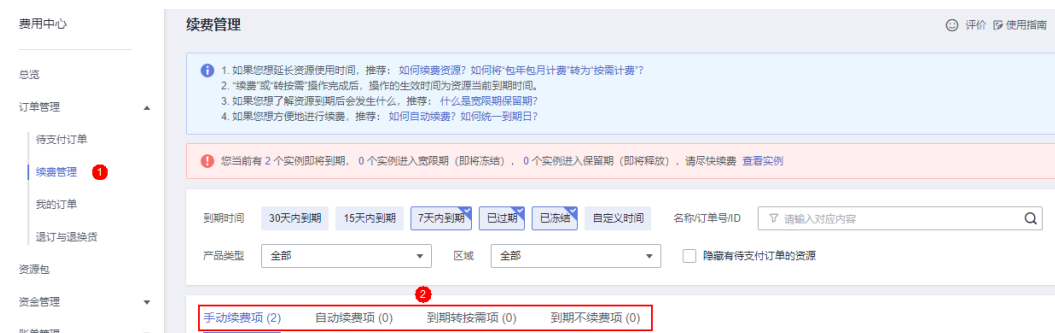 费用中心
续费管理
评价
使用指南
总览
订单管理
待支付订单
续费管理
1
我的订单
退订与退换货
资源包
资金管理
1. 如果您想延长资源使用时间，推荐： 如何续费资源？如何将“包年包月计费”转为“按需计费”？
2. “续费”或“转按需”操作完成后，操作的生效时间为资源当前到期时间。
3. 如果您想了解资源到期后会发生什么，推荐： 什么是宽限期保留期？
4. 如果您想方便地进行续费，推荐： 如何自动续费？如何统一到期日？
您当前有 2 个实例即将到期， 0 个实例进入宽限期（即将冻结）， 0 个实例进入保留期（即将释放），请尽快续费 查看实例
到期时间 30天内到期 15天内到期 7天内到期 已过期 已冻结 自定义时间 名称/订单号/ID 请输入对应内容
产品类型 全部 区域 全部 隐藏有待支付订单的资源
2
手动续费项 (2) 自动续费项 (0) 到期转按需项 (0) 到期不续费项 (0)